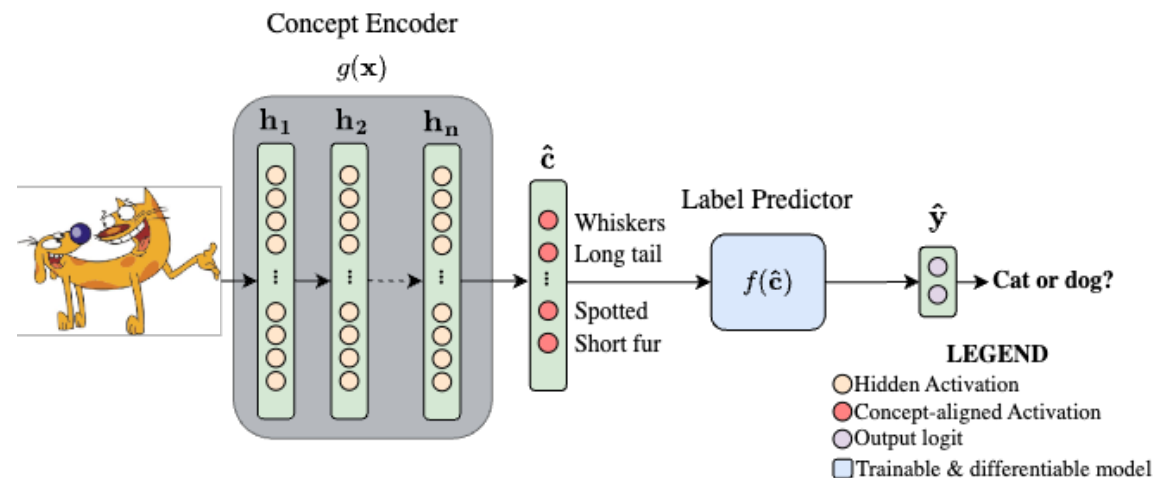 Concept Encoder
g(x)
h₁ h₂ hₙ
⋮ ⋮ ⋮
ĉ
Whiskers
Long tail
⋮
Spotted
Short fur
Label Predictor
f(ĉ)
ŷ
Cat or dog?
LEGEND
Hidden Activation
Concept-aligned Activation
Output logit
Trainable & differentiable model